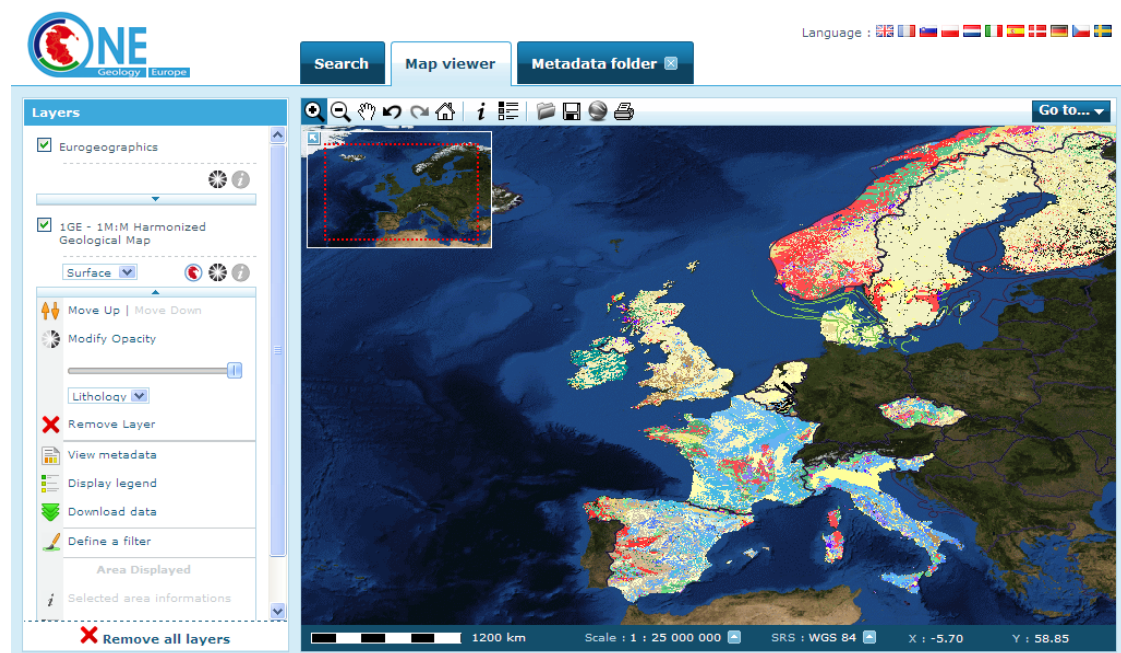 ONE
Geology Europe
Language :
Search
Map viewer
Metadata folder
Layers
Go to...
Eurogeographics
1GE - 1M:M Harmonized
Geological Map
Surface
Move Up | Move Down
Modify Opacity
Lithology
Remove Layer
View metadata
Display legend
Download data
Define a filter
Area Displayed
Selected area informations
Remove all layers
1200 km
Scale : 1 : 25 000 000
SRS : WGS 84
X : -5.70
Y : 58.85